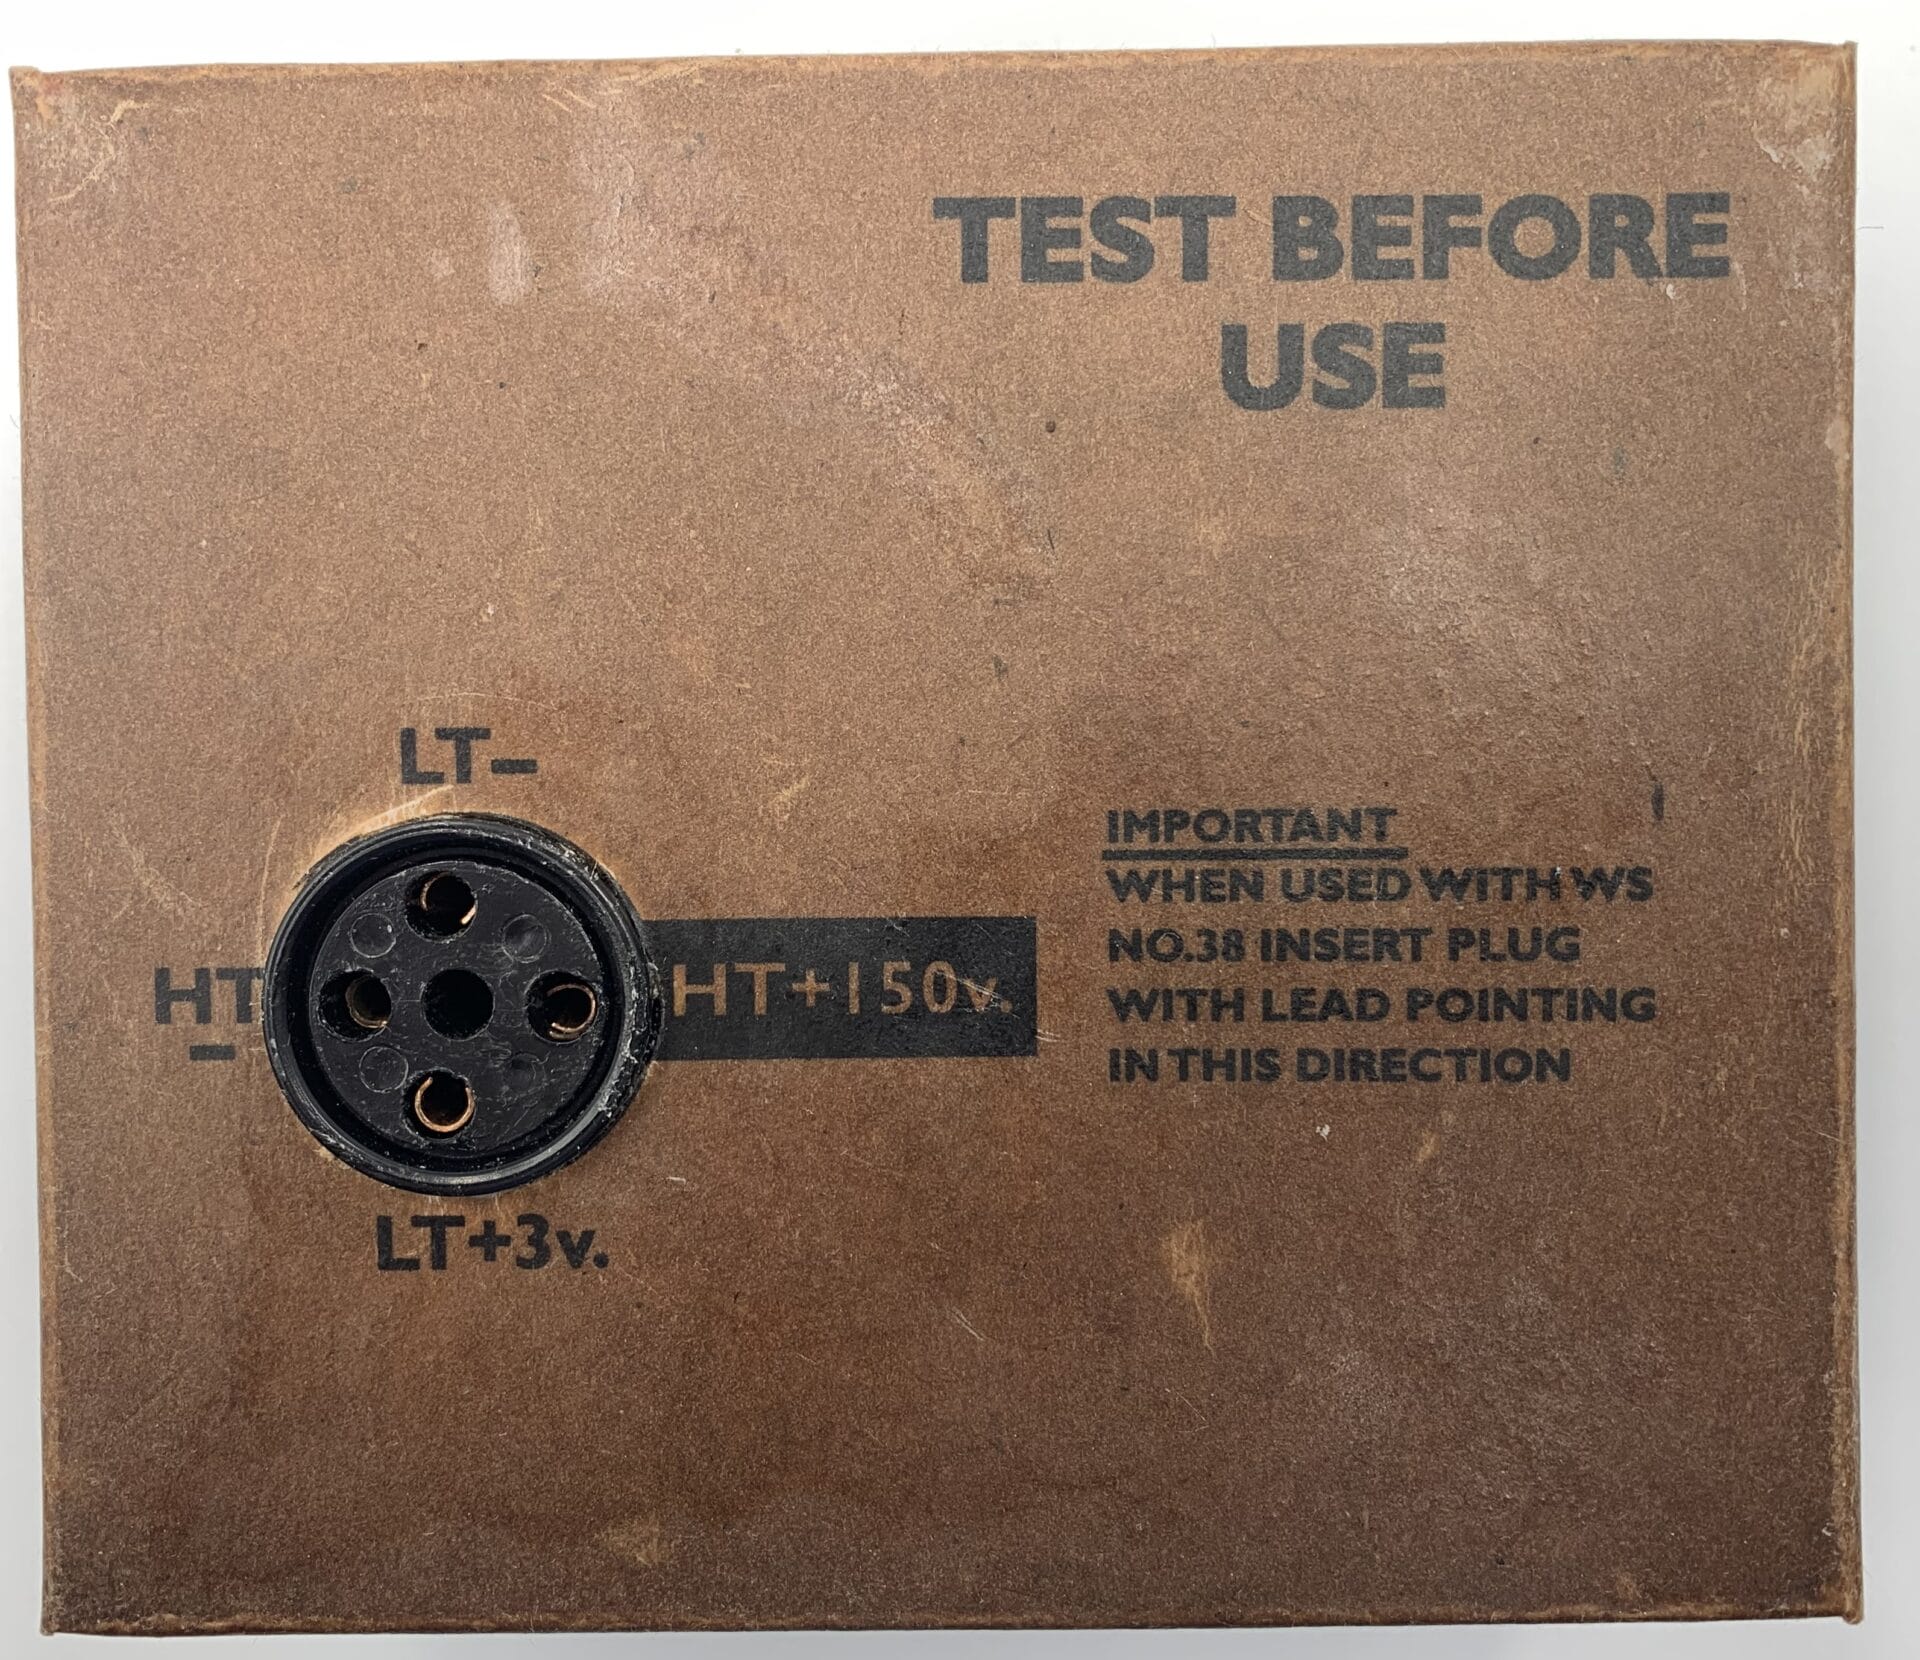 TEST BEFORE
USE
LT–
HT
–
HT+150v.
LT+3v.
IMPORTANT
WHEN USED WITH WS
NO.38 INSERT PLUG
WITH LEAD POINTING
IN THIS DIRECTION